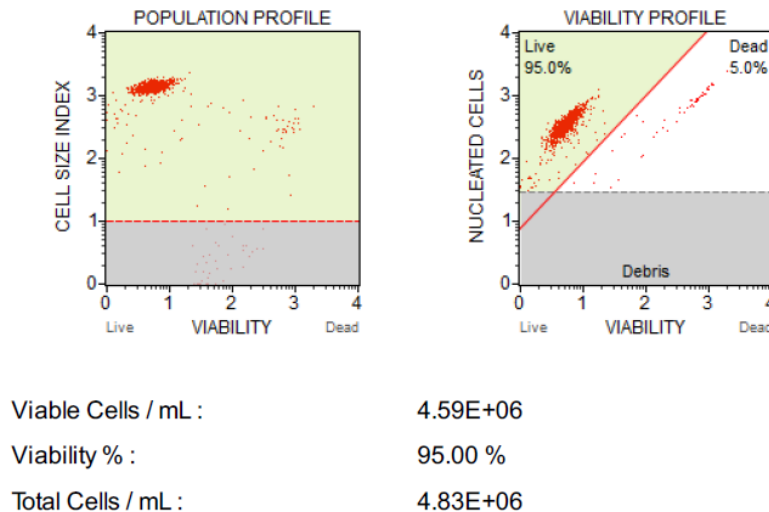 POPULATION PROFILE
4
3
2
1
0
CELL SIZE INDEX
0 1 2 3 4
Live VIABILITY Dead
VIABILITY PROFILE
4
3
2
1
0
NUCLEATED CELLS
Live Dead
95.0% 5.0%
Debris
0 1 2 3 4
Live VIABILITY Dead
Viable Cells / mL : 4.59E+06
Viability % : 95.00 %
Total Cells / mL : 4.83E+06